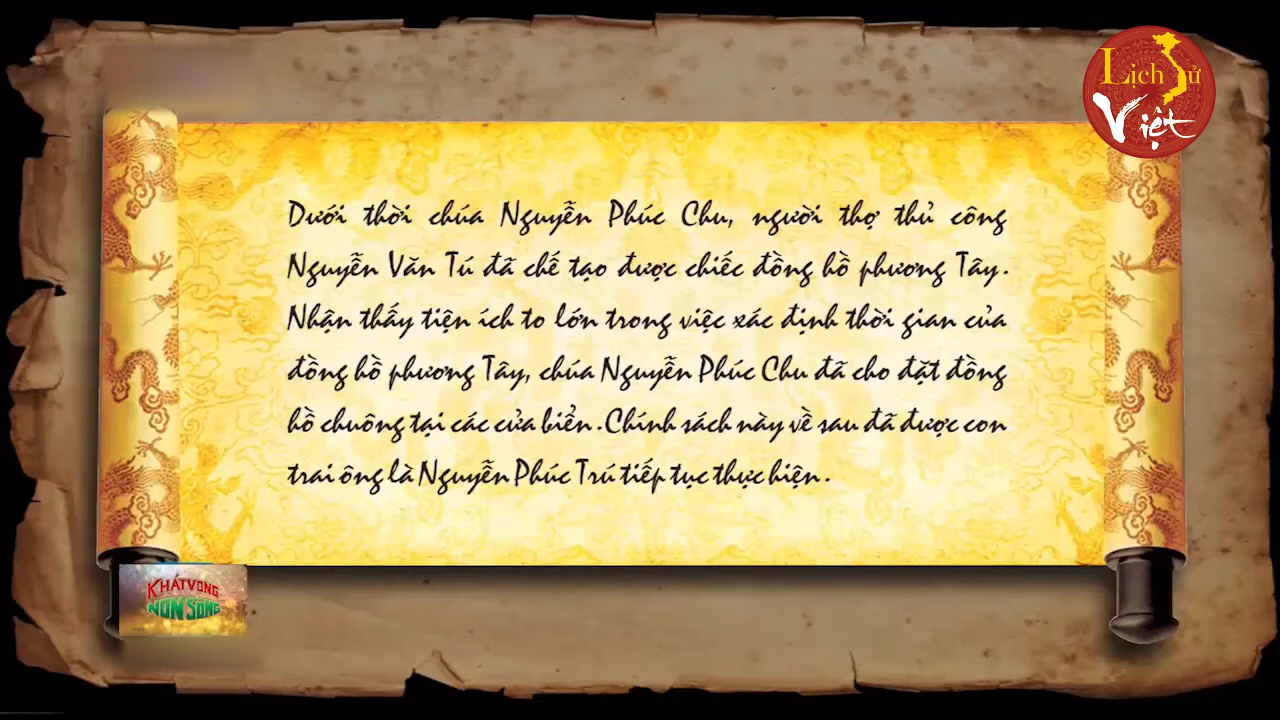 Lịch Sử
Việt
Dưới thời chúa Nguyễn Phúc Chu, người thợ thủ công
Nguyễn Văn Tú đã chế tạo được chiếc đồng hồ phương Tây.
Nhận thấy tiện ích to lớn trong việc xác định thời gian của
đồng hồ phương Tây, chúa Nguyễn Phúc Chu đã cho đặt đồng
hồ chuông tại các cửa biển. Chính sách này về sau đã được con
trai ông là Nguyễn Phúc Trú tiếp tục thực hiện.
KHÁT VỌNG
NON SÔNG